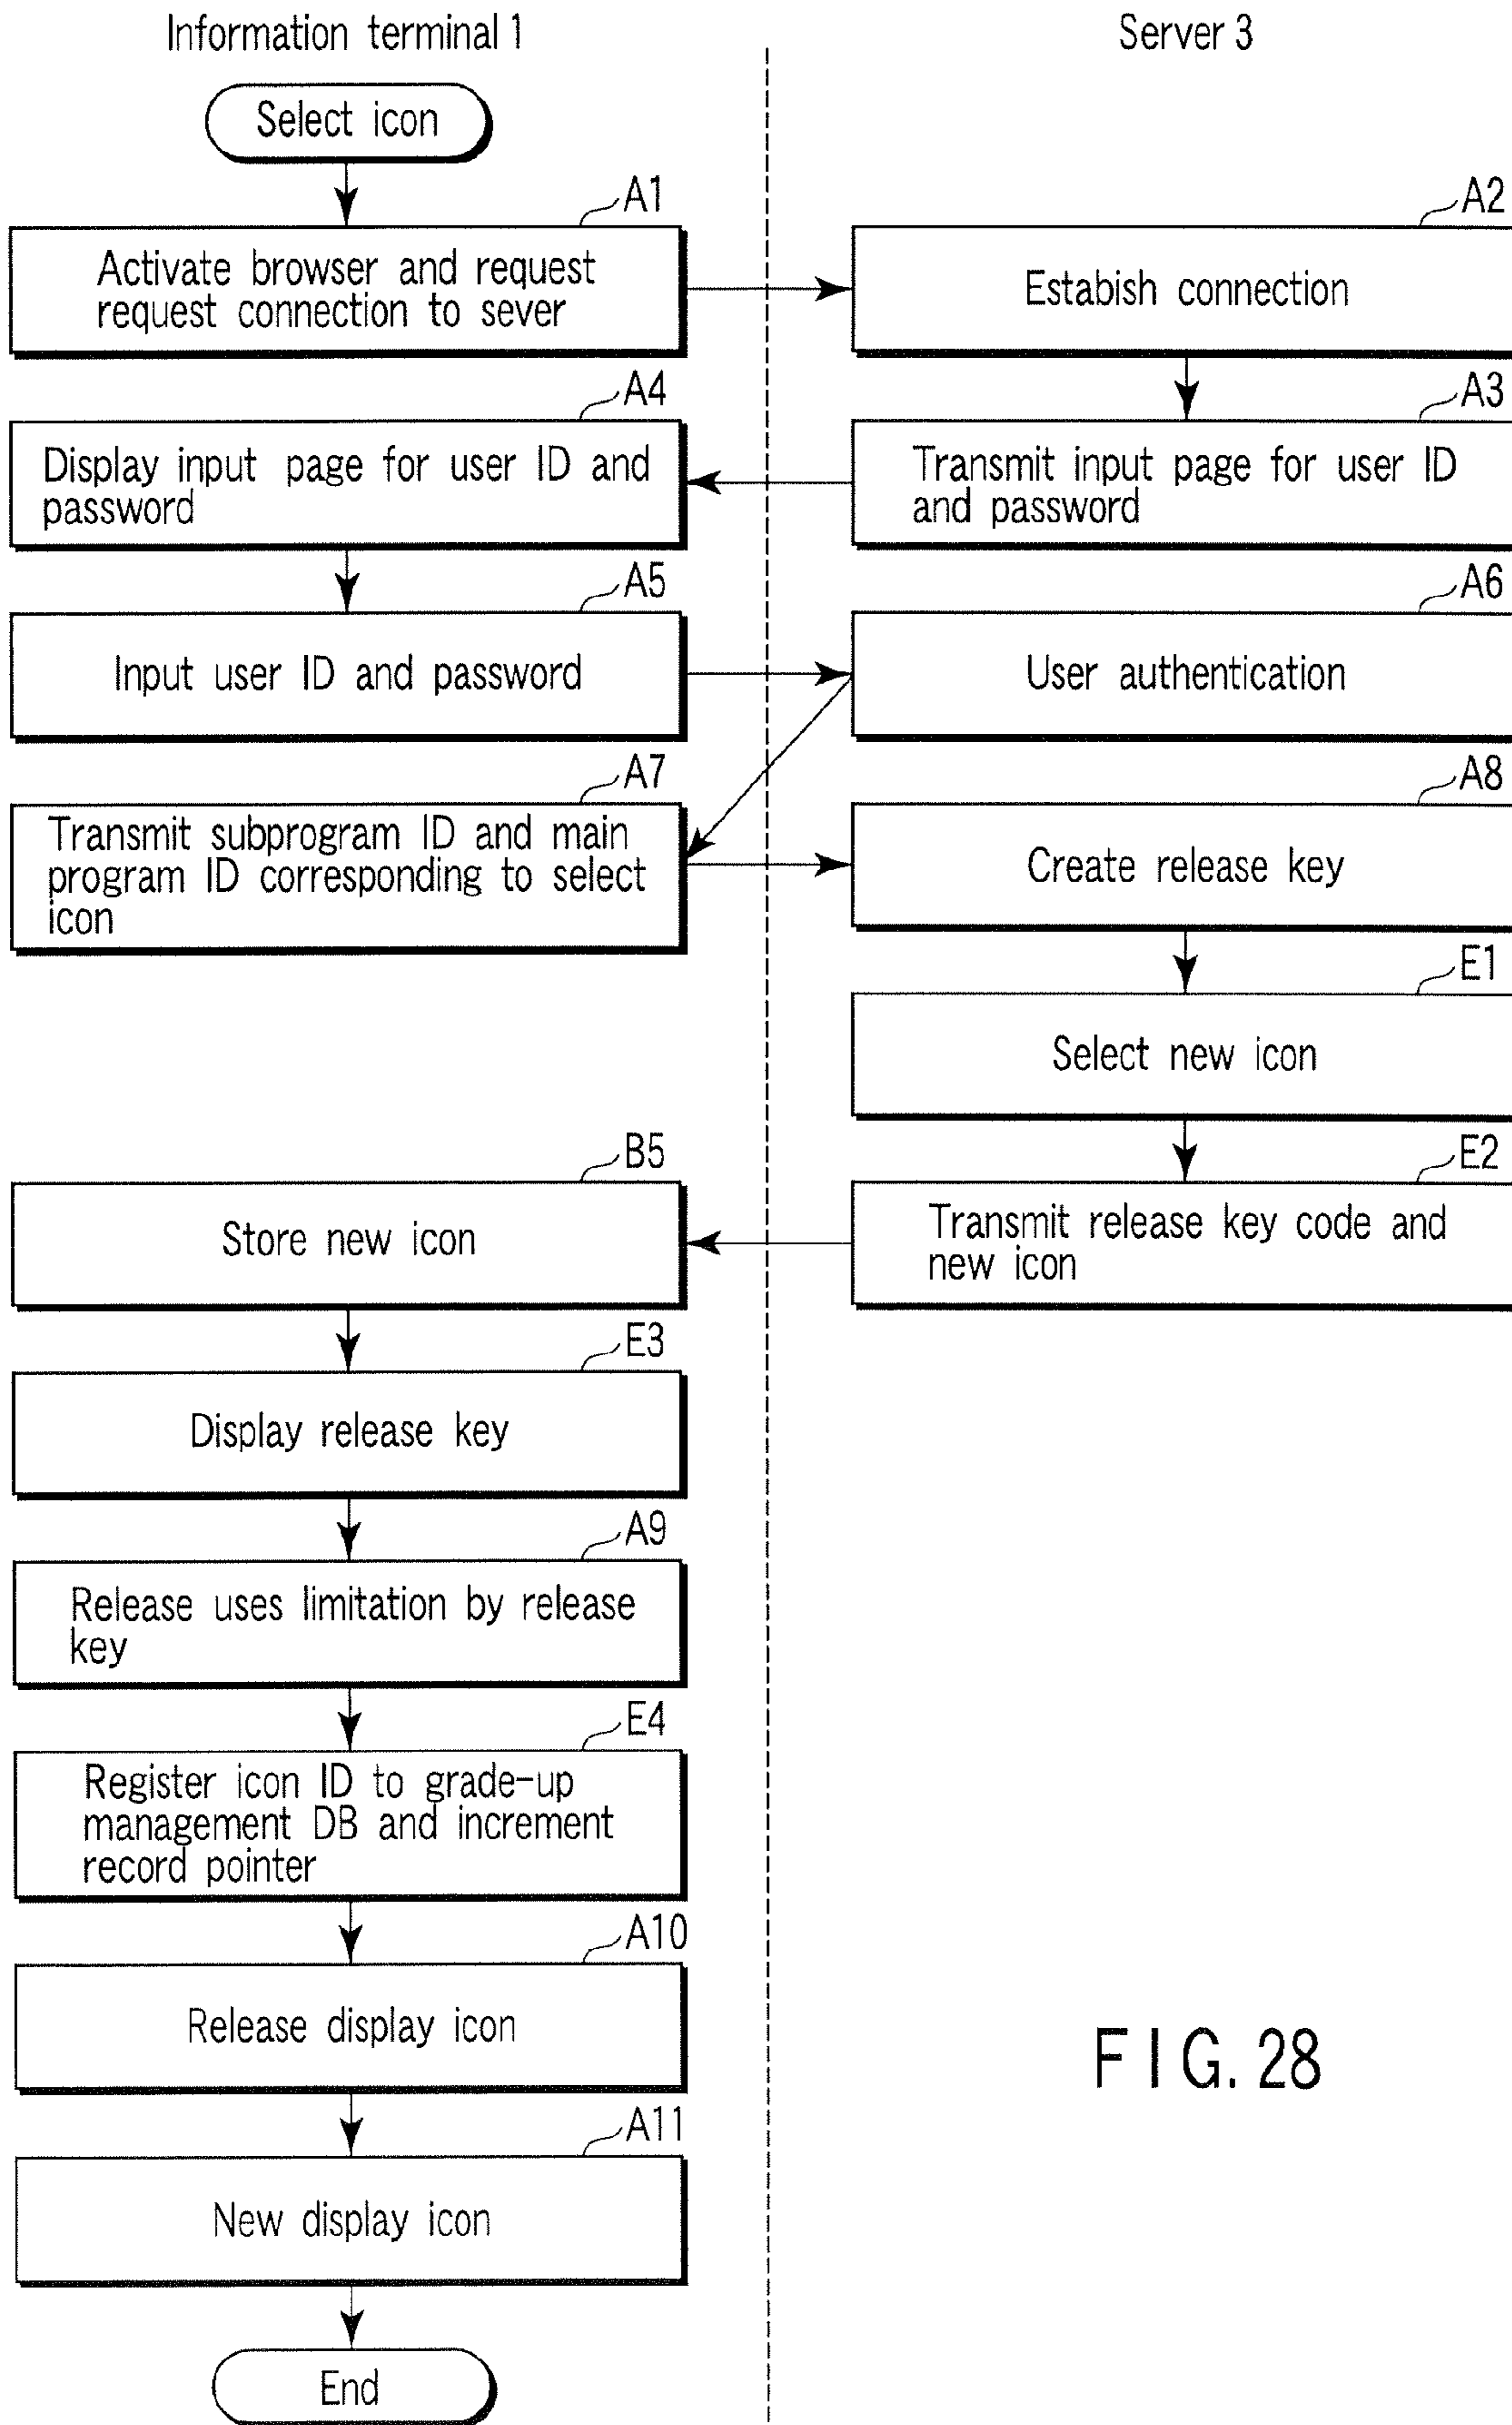 Information terminal 1
Server 3
Select icon
A1
Activate browser and request
request connection to sever
A2
Estabish connection
A4
Display input page for user ID and
password
A3
Transmit input page for user ID
and password
A5
Input user ID and password
A6
User authentication
A7
Transmit subprogram ID and main
program ID corresponding to select
icon
A8
Create release key
E1
Select new icon
B5
Store new icon
E2
Transmit release key code and
new icon
E3
Display release key
A9
Release uses limitation by release
key
E4
Register icon ID to grade-up
management DB and increment
record pointer
A10
Release display icon
A11
New display icon
End
FIG. 28